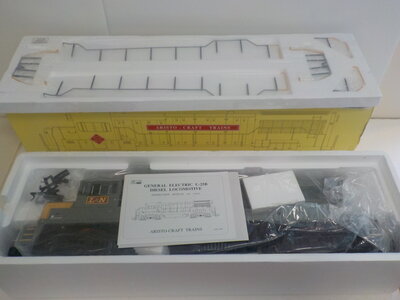 ARISTO CRAFT TRAINS
L&N
GENERAL ELECTRIC U-25B
DIESEL LOCOMOTIVE
ARISTO CRAFT TRAINS